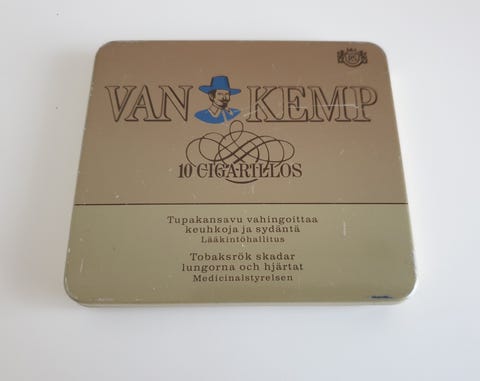 VAN KEMP
10 CIGARILLOS
Tupakansavu vahingoittaa
keuhkoja ja sydäntä
Lääkintöhallitus
Tobaksrök skadar
lungorna och hjärtat
Medicinalstyrelsen